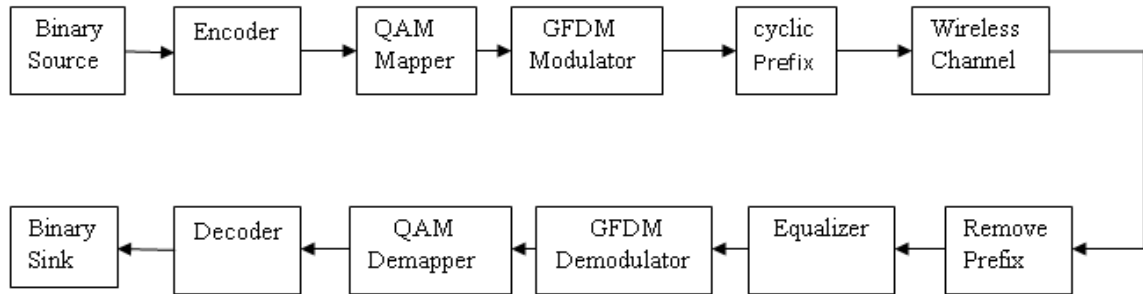 Binary
Source
Encoder
QAM
Mapper
GFDM
Modulator
cyclic
Prefix
Wireless
Channel
Binary
Sink
Decoder
QAM
Demapper
GFDM
Demodulator
Equalizer
Remove
Prefix